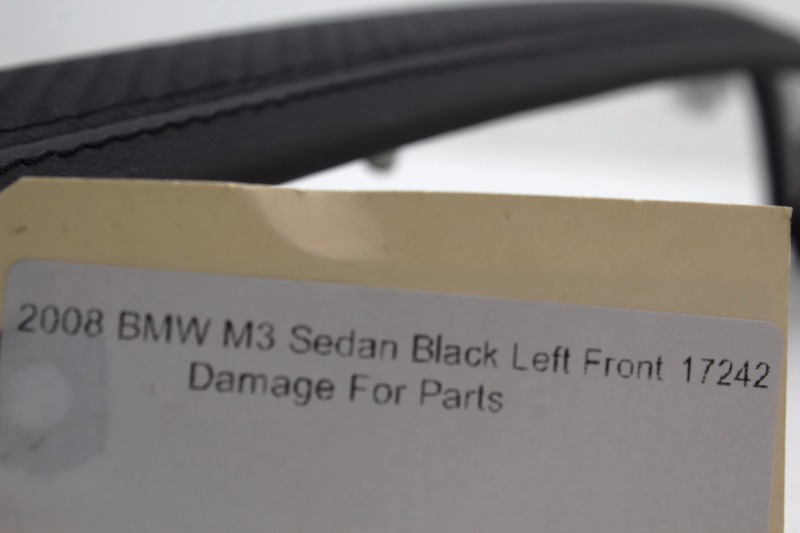 2008 BMW M3 Sedan Black Left Front 17242
Damage For Parts